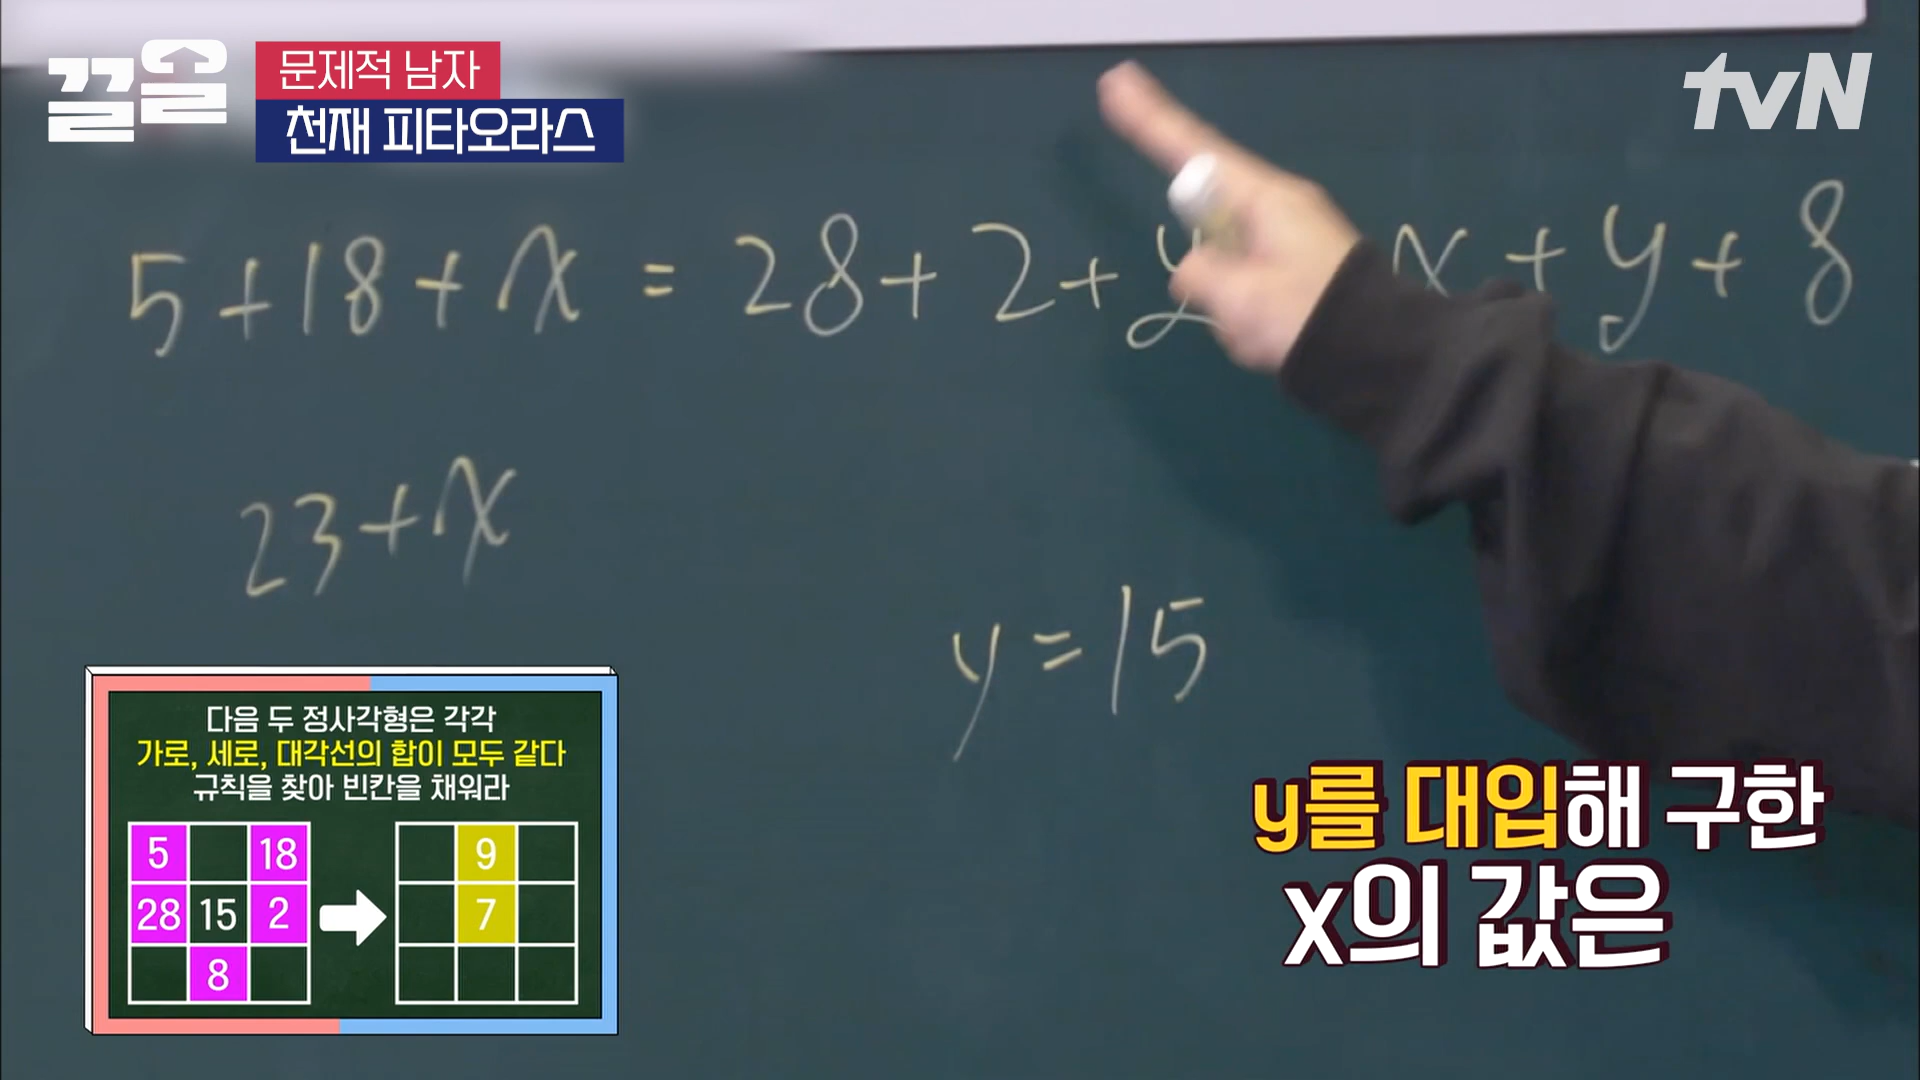 끌올
문제적 남자
천재 피타오라스
tvN
5+18+x = 28+2+y x+y+8
23+x
y=15
다음 두 정사각형은 각각
가로, 세로, 대각선의 합이 모두 같다
규칙을 찾아 빈칸을 채워라
5 18
28 15 2
8
9
7
y를 대입해 구한
x의 값은